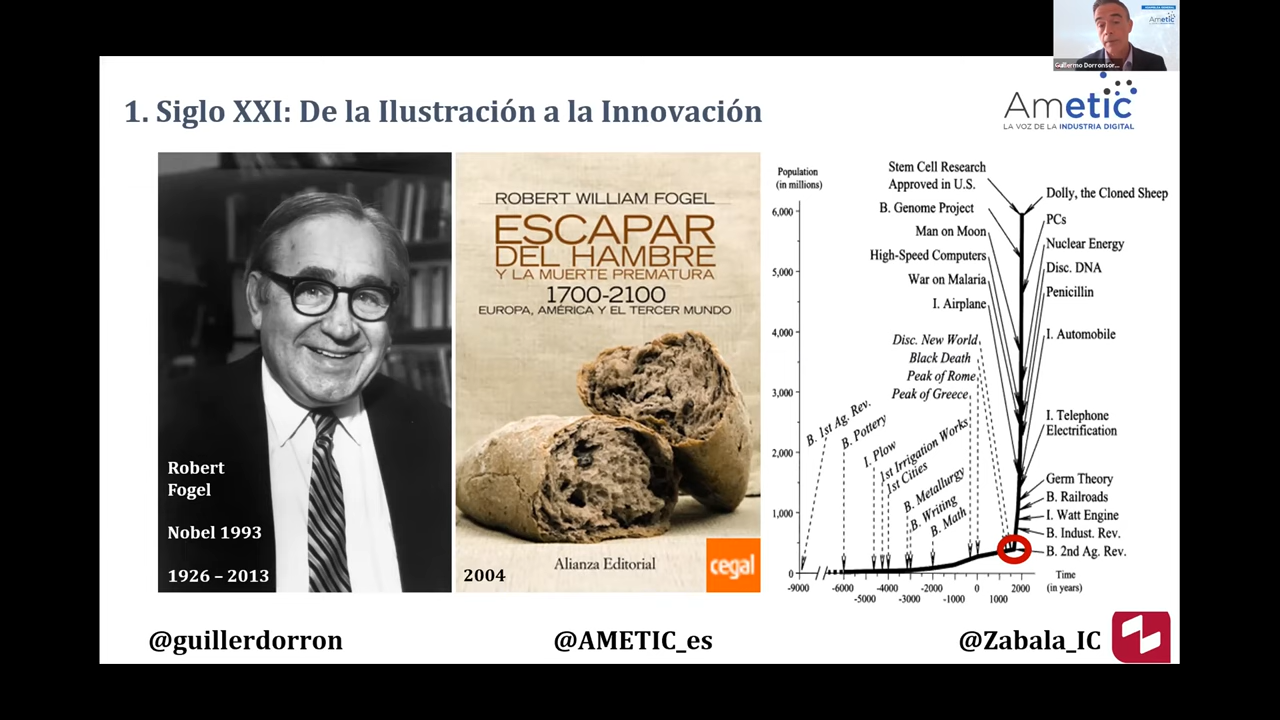 ASAMBLEA GENERAL
Ametic
Guillermo Dorronsor...
1. Siglo XXI: De la Ilustración a la Innovación
Ametic
LA VOZ DE LA INDUSTRIA DIGITAL
Robert
Fogel
Nobel 1993
1926 – 2013
ROBERT WILLIAM FOGEL
ESCAPAR
DEL HAMBRE
Y LA MUERTE PREMATURA
1700-2100
EUROPA, AMÉRICA Y EL TERCER MUNDO
Alianza Editorial
2004
cegal
Population
(in millions)
6,000
5,000
4,000
3,000
2,000
1,000
0
Stem Cell Research
Approved in U.S.
B. Genome Project
Man on Moon
High-Speed Computers
War on Malaria
I. Airplane
Disc. New World
Black Death
Peak of Rome
Peak of Greece
B. 1st Ag. Rev.
B. Pottery
I. Plow
1st Irrigation Works
1st Cities
B. Metallurgy
B. Writing
B. Math
Dolly, the Cloned Sheep
PCs
Nuclear Energy
Disc. DNA
Penicillin
I. Automobile
I. Telephone
Electrification
Germ Theory
B. Railroads
I. Watt Engine
B. Indust. Rev.
B. 2nd Ag. Rev.
Time
(in years)
-9000 -6000 -4000 -2000 0 2000
-5000 -3000 -1000 1000
@guillerdorron
@AMETIC_es
@Zabala_IC